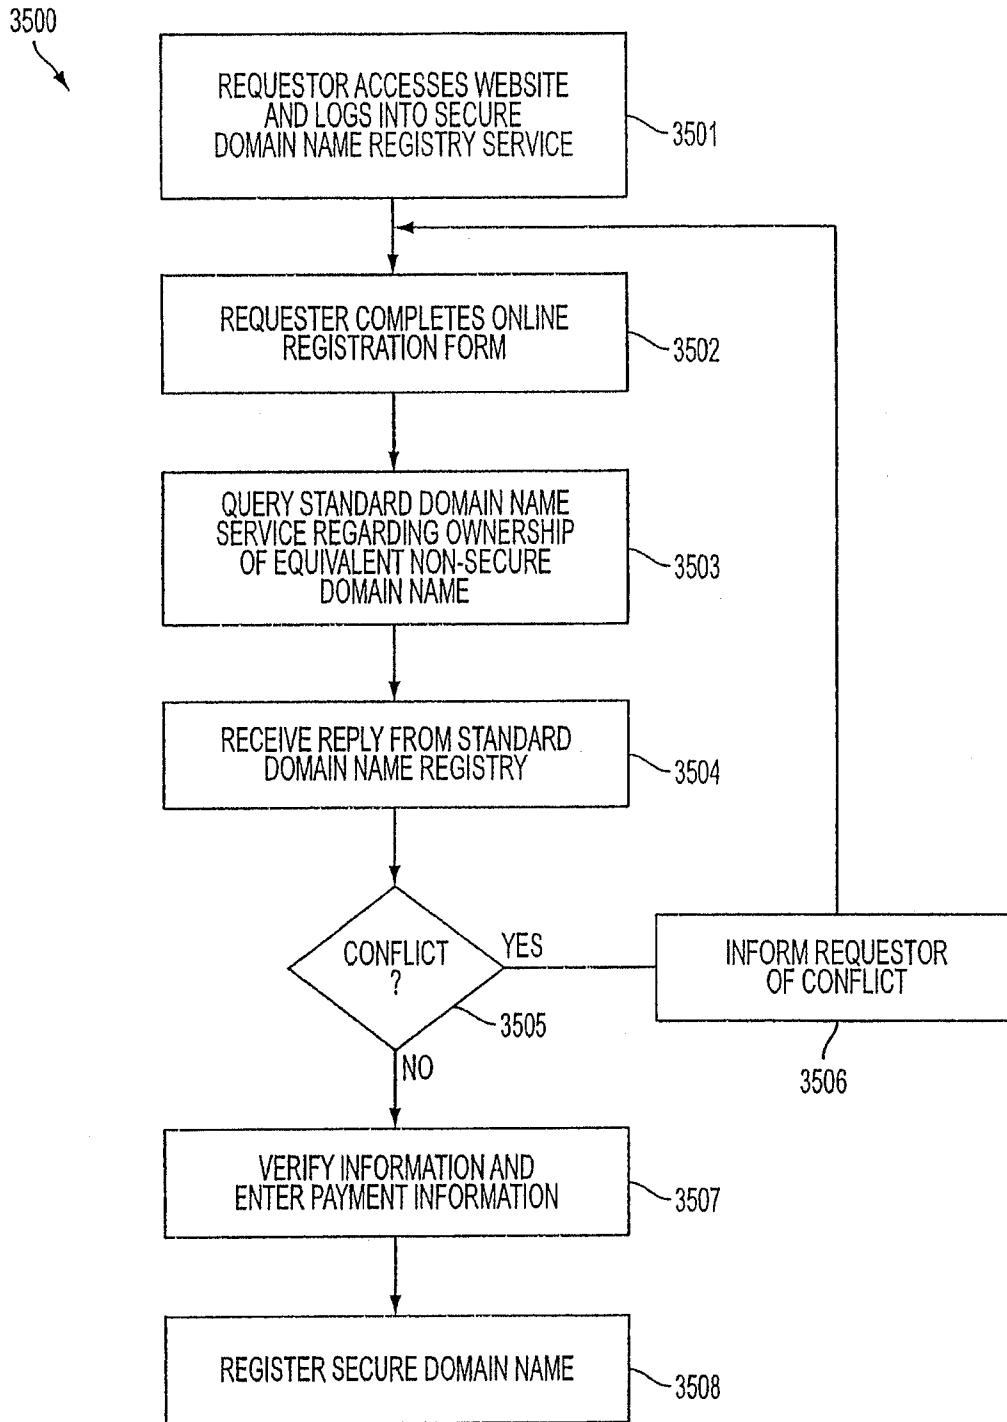 3500
REQUESTOR ACCESSES WEBSITE
AND LOGS INTO SECURE
DOMAIN NAME REGISTRY SERVICE
3501
REQUESTER COMPLETES ONLINE
REGISTRATION FORM
3502
QUERY STANDARD DOMAIN NAME
SERVICE REGARDING OWNERSHIP
OF EQUIVALENT NON-SECURE
DOMAIN NAME
3503
RECEIVE REPLY FROM STANDARD
DOMAIN NAME REGISTRY
3504
CONFLICT
?
YES
3505
INFORM REQUESTOR
OF CONFLICT
3506
NO
VERIFY INFORMATION AND
ENTER PAYMENT INFORMATION
3507
REGISTER SECURE DOMAIN NAME
3508